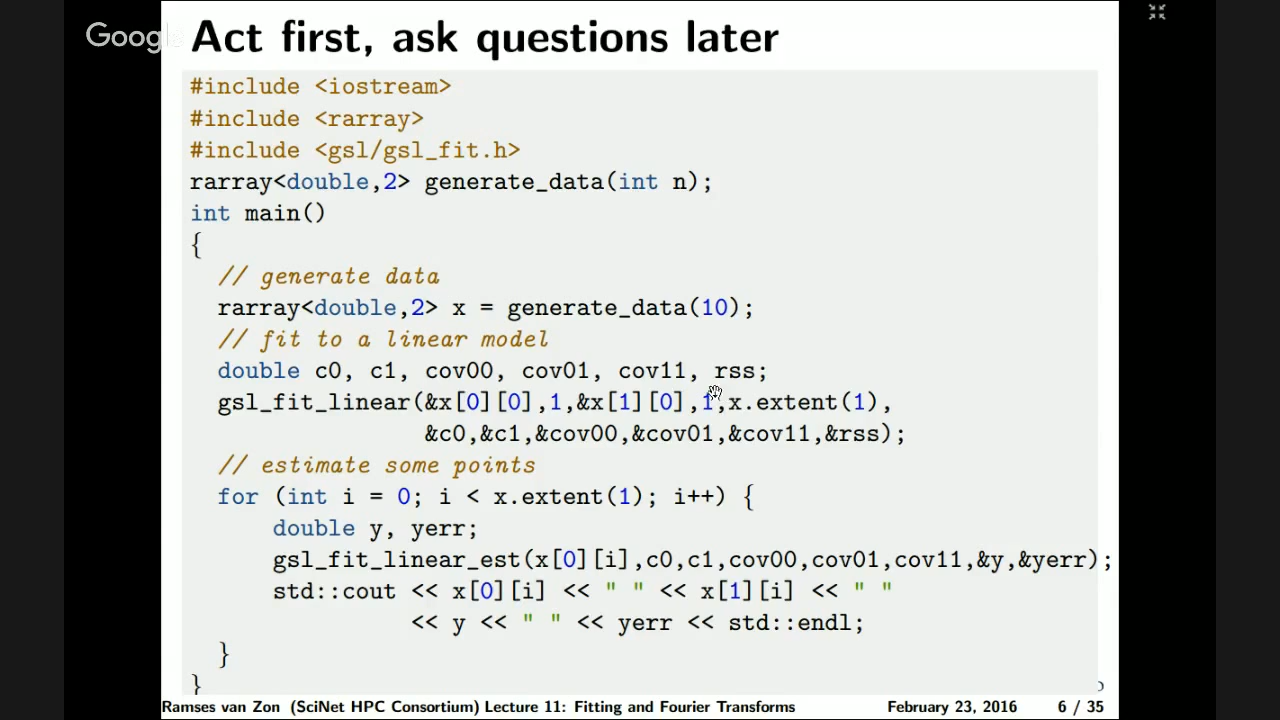 Google
Act first, ask questions later
#include <iostream>
#include <rarray>
#include <gsl/gsl_fit.h>
rarray<double,2> generate_data(int n);
int main()
{
  // generate data
  rarray<double,2> x = generate_data(10);
  // fit to a linear model
  double c0, c1, cov00, cov01, cov11, rss;
  gsl_fit_linear(&x[0][0],1,&x[1][0],1,x.extent(1),
                 &c0,&c1,&cov00,&cov01,&cov11,&rss);
  // estimate some points
  for (int i = 0; i < x.extent(1); i++) {
      double y, yerr;
      gsl_fit_linear_est(x[0][i],c0,c1,cov00,cov01,cov11,&y,&yerr);
      std::cout << x[0][i] << " " << x[1][i] << " "
                << y << " " << yerr << std::endl;
  }
}
Ramses van Zon (SciNet HPC Consortium) Lecture 11: Fitting and Fourier Transforms February 23, 2016 6 / 35